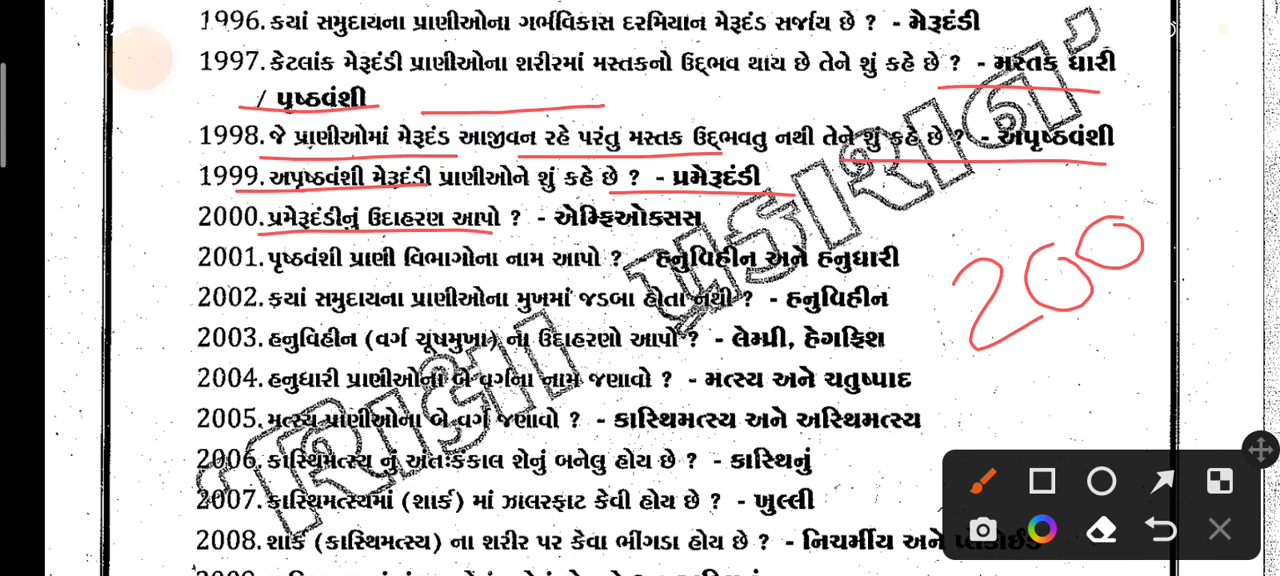 1996. કયાં સમુદાયના પ્રાણીઓના ગર્ભવિકાસ દરમિયાન મેરૂદંડ સર્જાય છે ? - મેરૂદંડી
1997. કેટલાંક મેરૂદંડી પ્રાણીઓના શરીરમાં મસ્તકનો ઉદ્ભવ થાય છે તેને શું કહે છે ? - મસ્તક ધારી
/ પૃષ્ઠવંશી
1998. જે પ્રાણીઓમાં મેરૂદંડ આજીવન રહે પરંતુ મસ્તક ઉદ્ભવતુ નથી તેને શું કહે છે ? - અપૃષ્ઠવંશી
1999. અપૃષ્ઠવંશી મેરૂદંડી પ્રાણીઓને શું કહે છે ? - પ્રમેરૂદંડી
2000. પ્રમેરૂદંડીનું ઉદાહરણ આપો ? - એમ્ફિઓક્સસ
2001. પૃષ્ઠવંશી પ્રાણી વિભાગોના નામ આપો ? હનુવિહીન અને હનુધારી
200
2002. કયાં સમુદાયના પ્રાણીઓના મુખમાં જડબા હોતા નથી ? - હનુવિહીન
2003. હનુવિહીન (વર્ગ ચૂષમુખા) ના ઉદાહરણો આપો ? - લેમ્પ્રી, હેગફિશ
2004. હનુધારી પ્રાણીઓના બે વર્ગના નામ જણાવો ? - મત્સ્ય અને ચતુષ્પાદ
2005. મત્સ્ય પ્રાણીઓના બે વર્ગ જણાવો ? - કાસ્થિમત્સ્ય અને અસ્થિમત્સ્ય
2006. કાસ્થિમત્સ્ય નું અંતઃકંકાલ શેનું બનેલુ હોય છે ? - કાસ્થિનું
2007. કાસ્થિમત્સ્યમાં (શાર્ક) માં ઝાલરફાટ કેવી હોય છે ? - ખુલ્લી
2008. શાર્ક (કાસ્થિમત્સ્ય) ના શરીર પર કેવા ભીંગડા હોય છે ? - નિચર્મીય અને